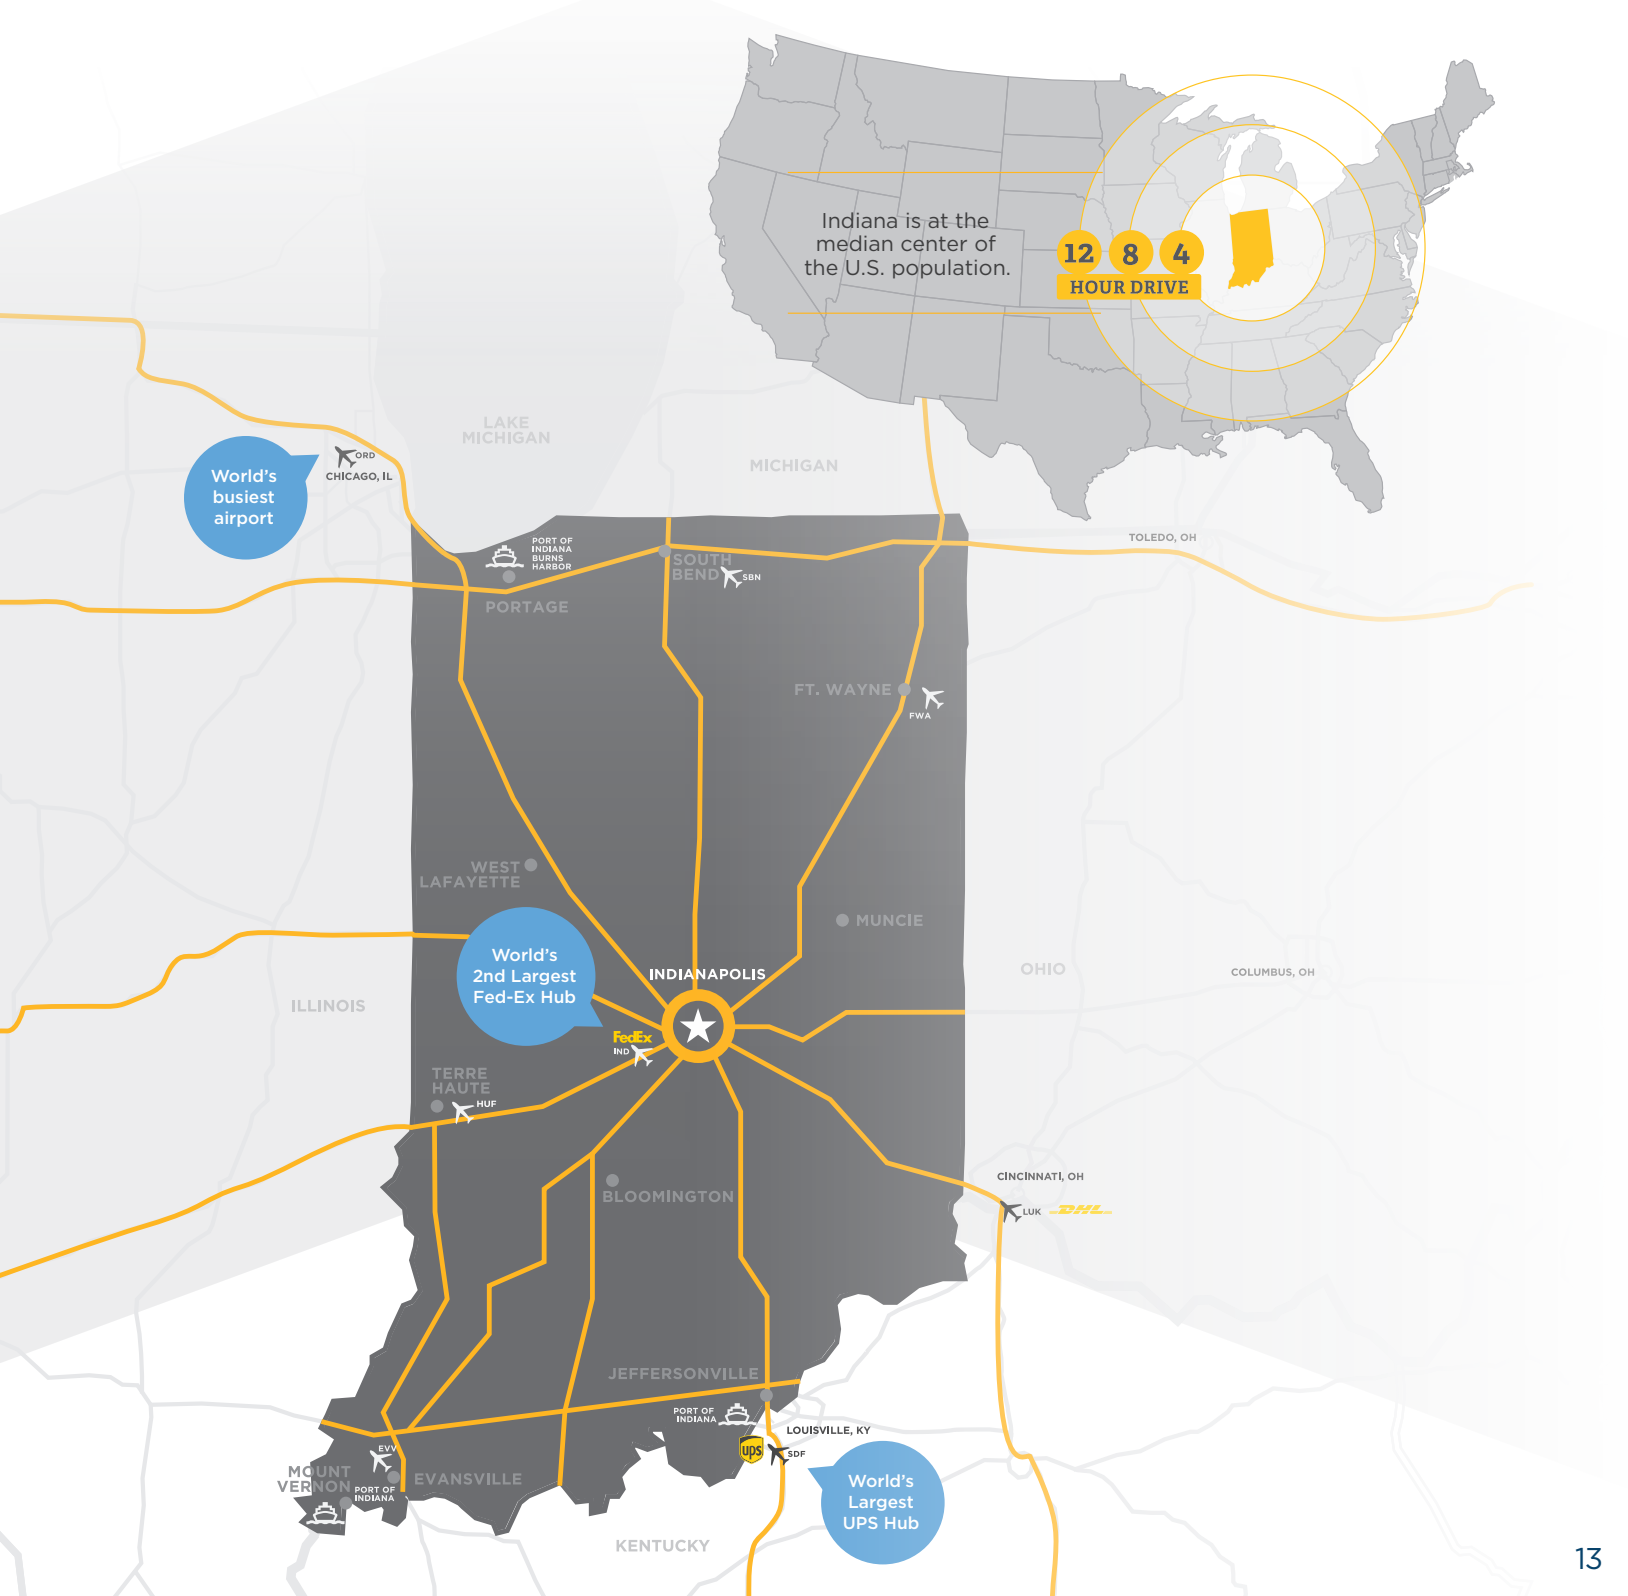 Indiana is at the
median center of
the U.S. population.
12 8 4
HOUR DRIVE
LAKE
MICHIGAN
MICHIGAN
World's
busiest
airport
ORD
CHICAGO, IL
TOLEDO, OH
PORT OF
INDIANA
BURNS
HARBOR
SOUTH
BEND
SBN
PORTAGE
FT. WAYNE
FWA
WEST
LAFAYETTE
MUNCIE
World's
2nd Largest
Fed-Ex Hub
INDIANAPOLIS
OHIO
COLUMBUS, OH
ILLINOIS
FedEx
IND
TERRE
HAUTE
HUF
CINCINNATI, OH
LUK
DHL
BLOOMINGTON
JEFFERSONVILLE
PORT OF
INDIANA
LOUISVILLE, KY
ups
SDF
EVV
MOUNT
VERNON
PORT OF
INDIANA
EVANSVILLE
World's
Largest
UPS Hub
KENTUCKY
13